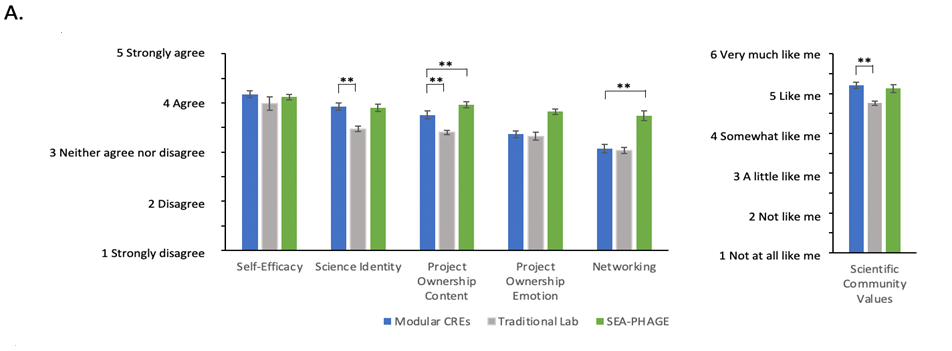 A.
5 Strongly agree
4 Agree
3 Neither agree nor disagree
2 Disagree
1 Strongly disagree
**
**
**
**
Self-Efficacy
Science Identity
Project
Ownership
Content
Project
Ownership
Emotion
Networking
6 Very much like me
5 Like me
4 Somewhat like me
3 A little like me
2 Not like me
1 Not at all like me
**
Scientific
Community
Values
Modular CREs
Traditional Lab
SEA-PHAGE